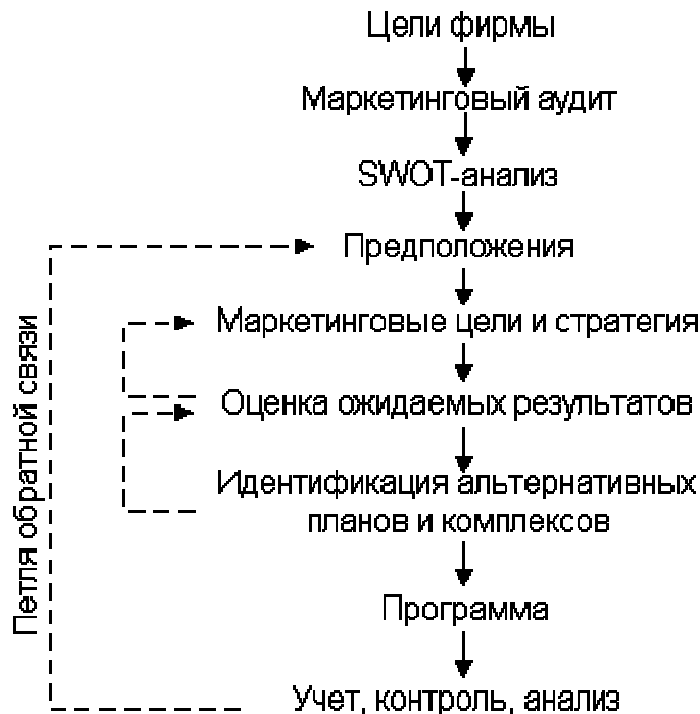 Цели фирмы
Маркетинговый аудит
SWOT-анализ
Предположения
Маркетинговые цели и стратегия
Оценка ожидаемых результатов
Идентификация альтернативных
планов и комплексов
Программа
Учет, контроль, анализ
Петля обратной связи